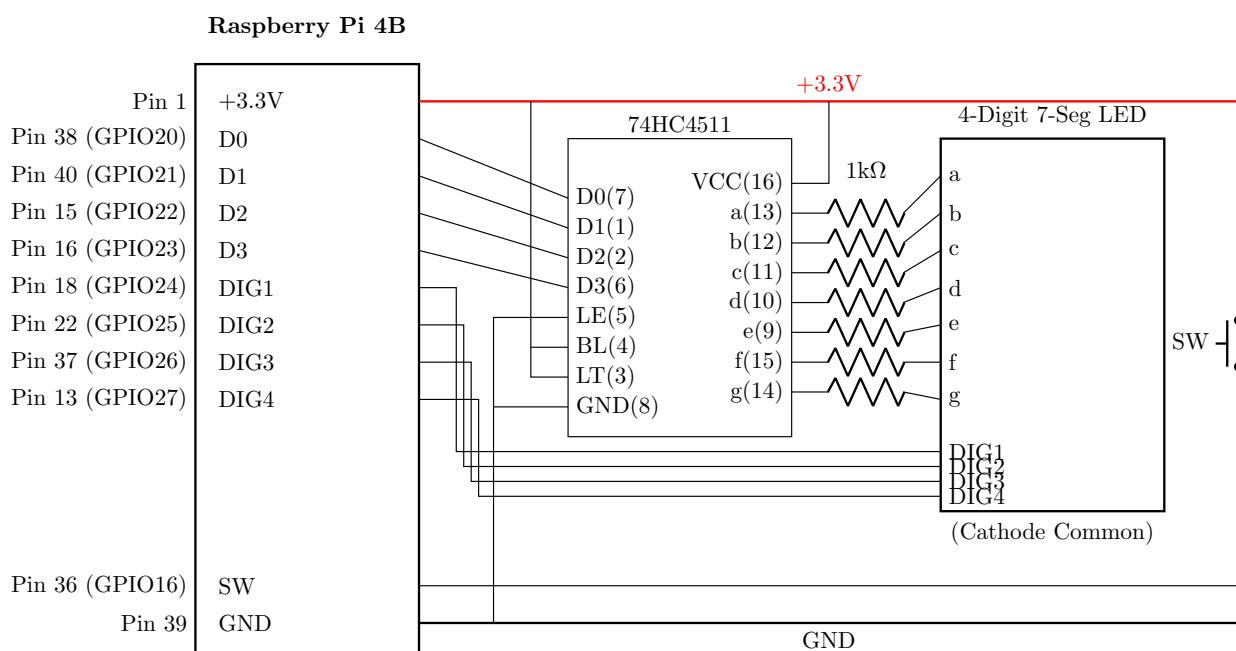 Raspberry Pi 4B
Pin 1
+3.3V
Pin 38 (GPIO20)
D0
Pin 40 (GPIO21)
D1
Pin 15 (GPIO22)
D2
Pin 16 (GPIO23)
D3
Pin 18 (GPIO24)
DIG1
Pin 22 (GPIO25)
DIG2
Pin 37 (GPIO26)
DIG3
Pin 13 (GPIO27)
DIG4
Pin 36 (GPIO16)
SW
Pin 39
GND
+3.3V
74HC4511
D0(7)
D1(1)
D2(2)
D3(6)
LE(5)
BL(4)
LT(3)
GND(8)
VCC(16)
a(13)
b(12)
c(11)
d(10)
e(9)
f(15)
g(14)
1kΩ
4-Digit 7-Seg LED
a
b
c
d
e
f
g
DIG1
DIG2
DIG3
DIG4
(Cathode Common)
SW
GND